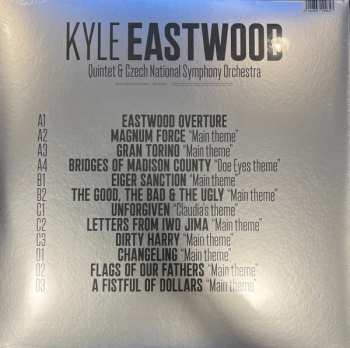 KYLE EASTWOOD
Quintet & Czech National Symphony Orchestra
A1 EASTWOOD OVERTURE
A2 MAGNUM FORCE “Main theme”
A3 GRAN TORINO “Main theme”
A4 BRIDGES OF MADISON COUNTY “Doe Eyes theme”
B1 EIGER SANCTION “Main theme”
B2 THE GOOD, THE BAD & THE UGLY “Main theme”
C1 UNFORGIVEN “Claudia's theme”
C2 LETTERS FROM IWO JIMA “Main theme”
C3 DIRTY HARRY “Main theme”
D1 CHANGELING “Main theme”
D2 FLAGS OF OUR FATHERS “Main theme”
D3 A FISTFUL OF DOLLARS “Main theme”